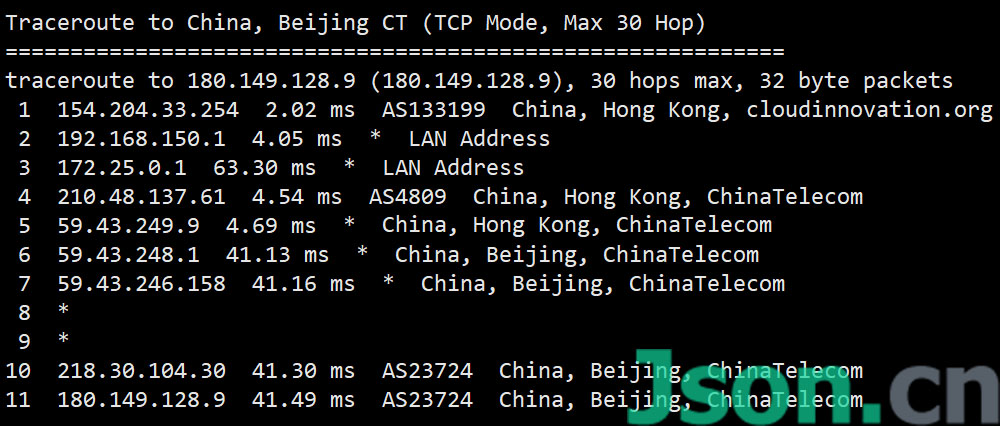 Traceroute to China, Beijing CT (TCP Mode, Max 30 Hop)
============================================================
traceroute to 180.149.128.9 (180.149.128.9), 30 hops max, 32 byte packets
1 154.204.33.254 2.02 ms AS133199 China, Hong Kong, cloudinnovation.org
2 192.168.150.1 4.05 ms * LAN Address
3 172.25.0.1 63.30 ms * LAN Address
4 210.48.137.61 4.54 ms AS4809 China, Hong Kong, ChinaTelecom
5 59.43.249.9 4.69 ms * China, Hong Kong, ChinaTelecom
6 59.43.248.1 41.13 ms * China, Beijing, ChinaTelecom
7 59.43.246.158 41.16 ms * China, Beijing, ChinaTelecom
8 *
9 *
10 218.30.104.30 41.30 ms AS23724 China, Beijing, ChinaTelecom
11 180.149.128.9 41.49 ms AS23724 China, Beijing, ChinaTelecom
Json.cn